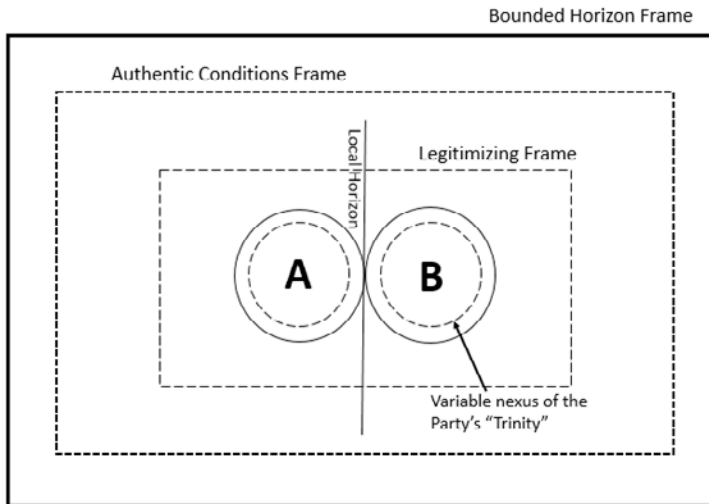 Bounded Horizon Frame
Authentic Conditions Frame
Local Horizon
Legitimizing Frame
A
B
Variable nexus of the
Party's “Trinity”